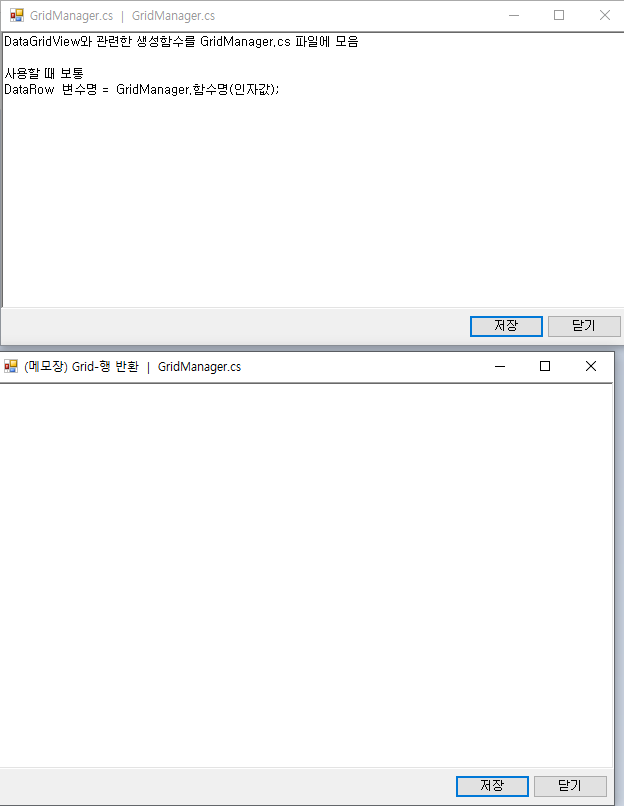 GridManager.cs | GridManager.cs
DataGridView와 관련한 생성함수를 GridManager.cs 파일에 모음
사용할 때 보통
DataRow 변수명 = GridManager.함수명(인자값);
저장 닫기
(메모장) Grid-행 반환 | GridManager.cs
저장 닫기